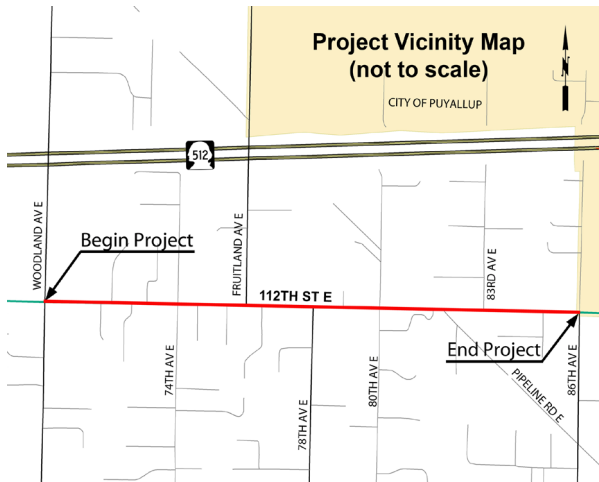 Project Vicinity Map
(not to scale)
N
CITY OF PUYALLUP
512
WOODLAND AV E
Begin Project
FRUITLAND AV E
112TH ST E
83RD AV E
End Project
74TH AV E
78TH AV E
80TH AV E
PIPELINE RD E
86TH AV E